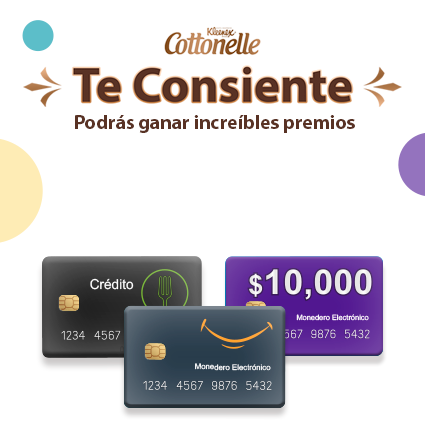 Kleenex
Cottonelle
Te Consiente
Podrás ganar increíbles premios
Crédito
1234 4567
$10,000
Monedero Electrónico
567 9876 5432
Monedero Electrónico
1234 4567 9876 5432